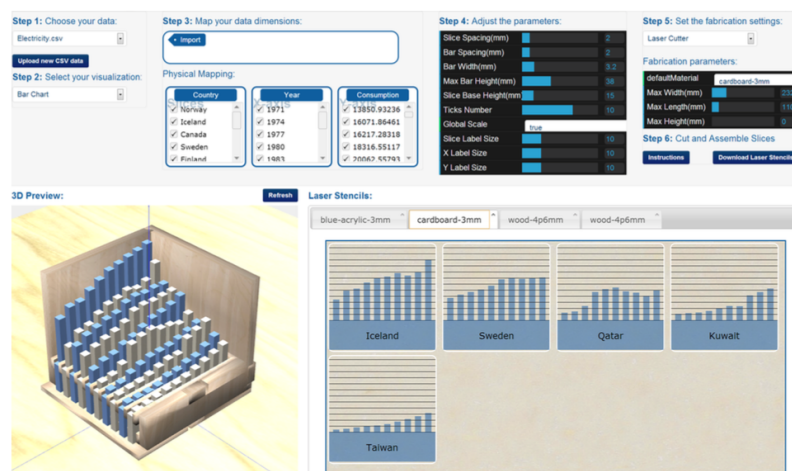 Step 1: Choose your data:
Electricity.csv
Upload new CSV data
Step 2: Select your visualization:
Bar Chart
Step 3: Map your data dimensions:
Import
Physical Mapping:
Country
Slices
Norway
Iceland
Canada
Sweden
Finland
Year
X-axis
1971
1974
1977
1980
1983
Consumption
Y-axis
13850.93236
16071.86461
16217.28318
18316.55117
20062.55793
Step 4: Adjust the parameters:
Slice Spacing(mm) 2
Bar Spacing(mm) 2
Bar Width(mm) 3.2
Max Bar Height(mm) 38
Slice Base Height(mm 15
Ticks Number 10
Global Scale true
Slice Label Size 10
X Label Size 10
Y Label Size 10
Step 5: Set the fabrication settings:
Laser Cutter
Fabrication parameters:
defaultMaterial cardboard-3mm
Max Width(mm)
Max Length(mm)
Max Height(mm) 0
Step 6: Cut and Assemble Slices
Instructions Download Laser Stencils
3D Preview: Refresh Laser Stencils:
blue-acrylic-3mm cardboard-3mm wood-4p6mm wood-4p6mm
Iceland Sweden Qatar Kuwait
Taiwan